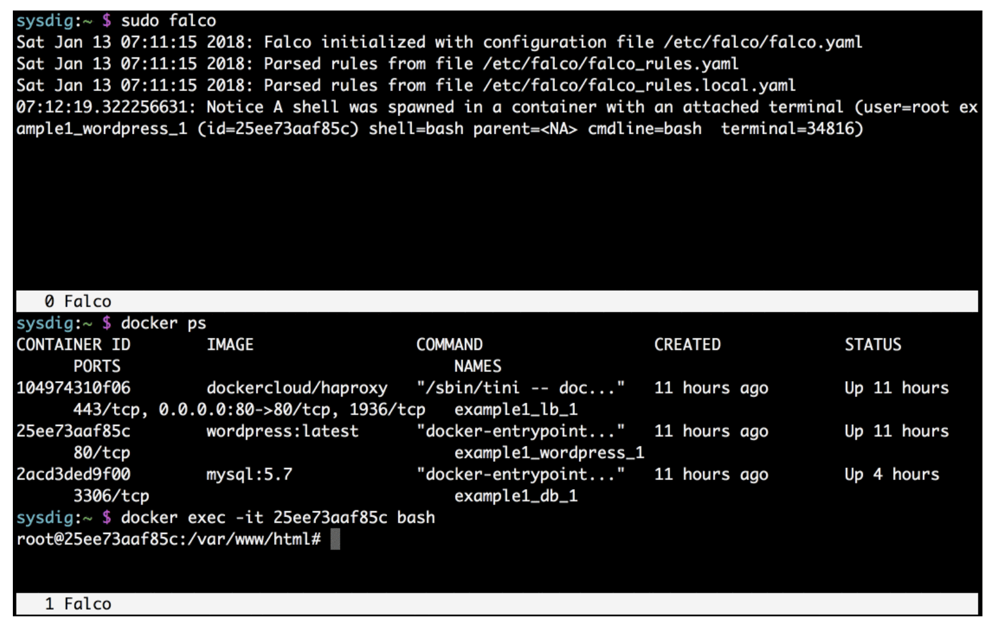 sysdig:~ $ sudo falco
Sat Jan 13 07:11:15 2018: Falco initialized with configuration file /etc/falco/falco.yaml
Sat Jan 13 07:11:15 2018: Parsed rules from file /etc/falco/falco_rules.yaml
Sat Jan 13 07:11:15 2018: Parsed rules from file /etc/falco/falco_rules.local.yaml
07:12:19.322256631: Notice A shell was spawned in a container with an attached terminal (user=root ex
ample1_wordpress_1 (id=25ee73aaf85c) shell=bash parent=<NA> cmdline=bash  terminal=34816)
0 Falco
sysdig:~ $ docker ps
CONTAINER ID        IMAGE                 COMMAND                  CREATED             STATUS
      PORTS                                   NAMES
104974310f06        dockercloud/haproxy   "/sbin/tini -- doc..."   11 hours ago        Up 11 hours
      443/tcp, 0.0.0.0:80->80/tcp, 1936/tcp   example1_lb_1
25ee73aaf85c        wordpress:latest      "docker-entrypoint..."   11 hours ago        Up 11 hours
      80/tcp                                  example1_wordpress_1
2acd3ded9f00        mysql:5.7             "docker-entrypoint..."   11 hours ago        Up 4 hours
      3306/tcp                                example1_db_1
sysdig:~ $ docker exec -it 25ee73aaf85c bash
root@25ee73aaf85c:/var/www/html#
1 Falco